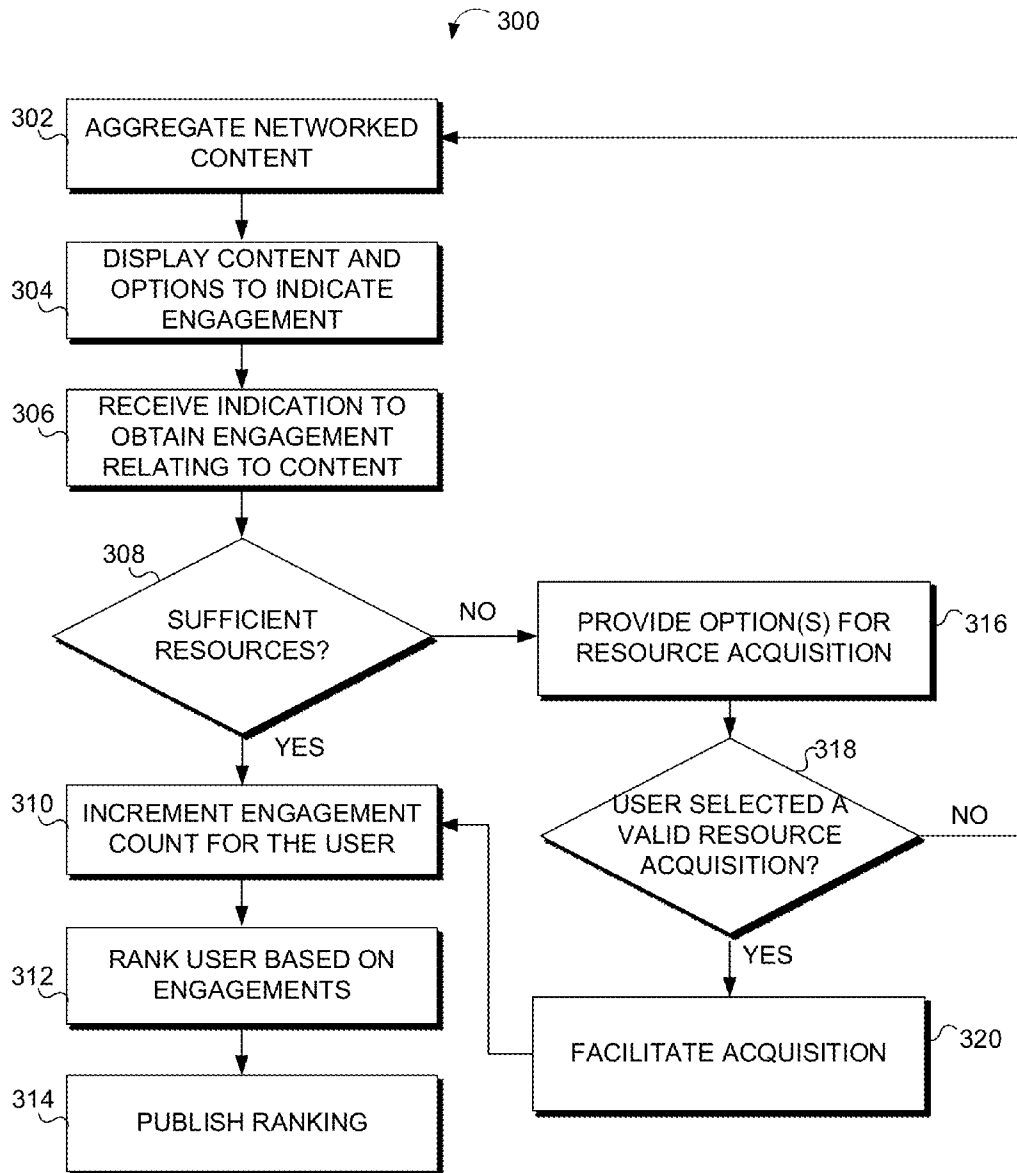 300
302
AGGREGATE NETWORKED
CONTENT
304
DISPLAY CONTENT AND
OPTIONS TO INDICATE
ENGAGEMENT
306
RECEIVE INDICATION TO
OBTAIN ENGAGEMENT
RELATING TO CONTENT
308
SUFFICIENT
RESOURCES?
NO
YES
PROVIDE OPTION(S) FOR
RESOURCE ACQUISITION
316
318
USER SELECTED A
VALID RESOURCE
ACQUISITION?
NO
YES
310
INCREMENT ENGAGEMENT
COUNT FOR THE USER
312
RANK USER BASED ON
ENGAGEMENTS
FACILITATE ACQUISITION
320
314
PUBLISH RANKING